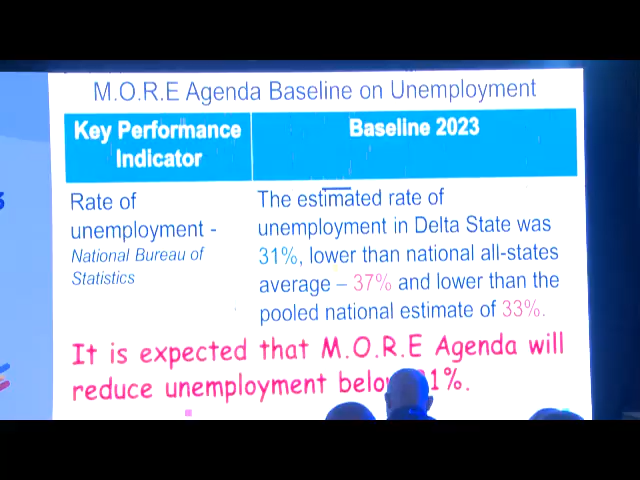 M.O.R.E Agenda Baseline on Unemployment
Key Performance
Indicator
Baseline 2023
Rate of
unemployment -
National Bureau of
Statistics
The estimated rate of
unemployment in Delta State was
31%, lower than national all-states
average – 37% and lower than the
pooled national estimate of 33%.
It is expected that M.O.R.E Agenda will
reduce unemployment